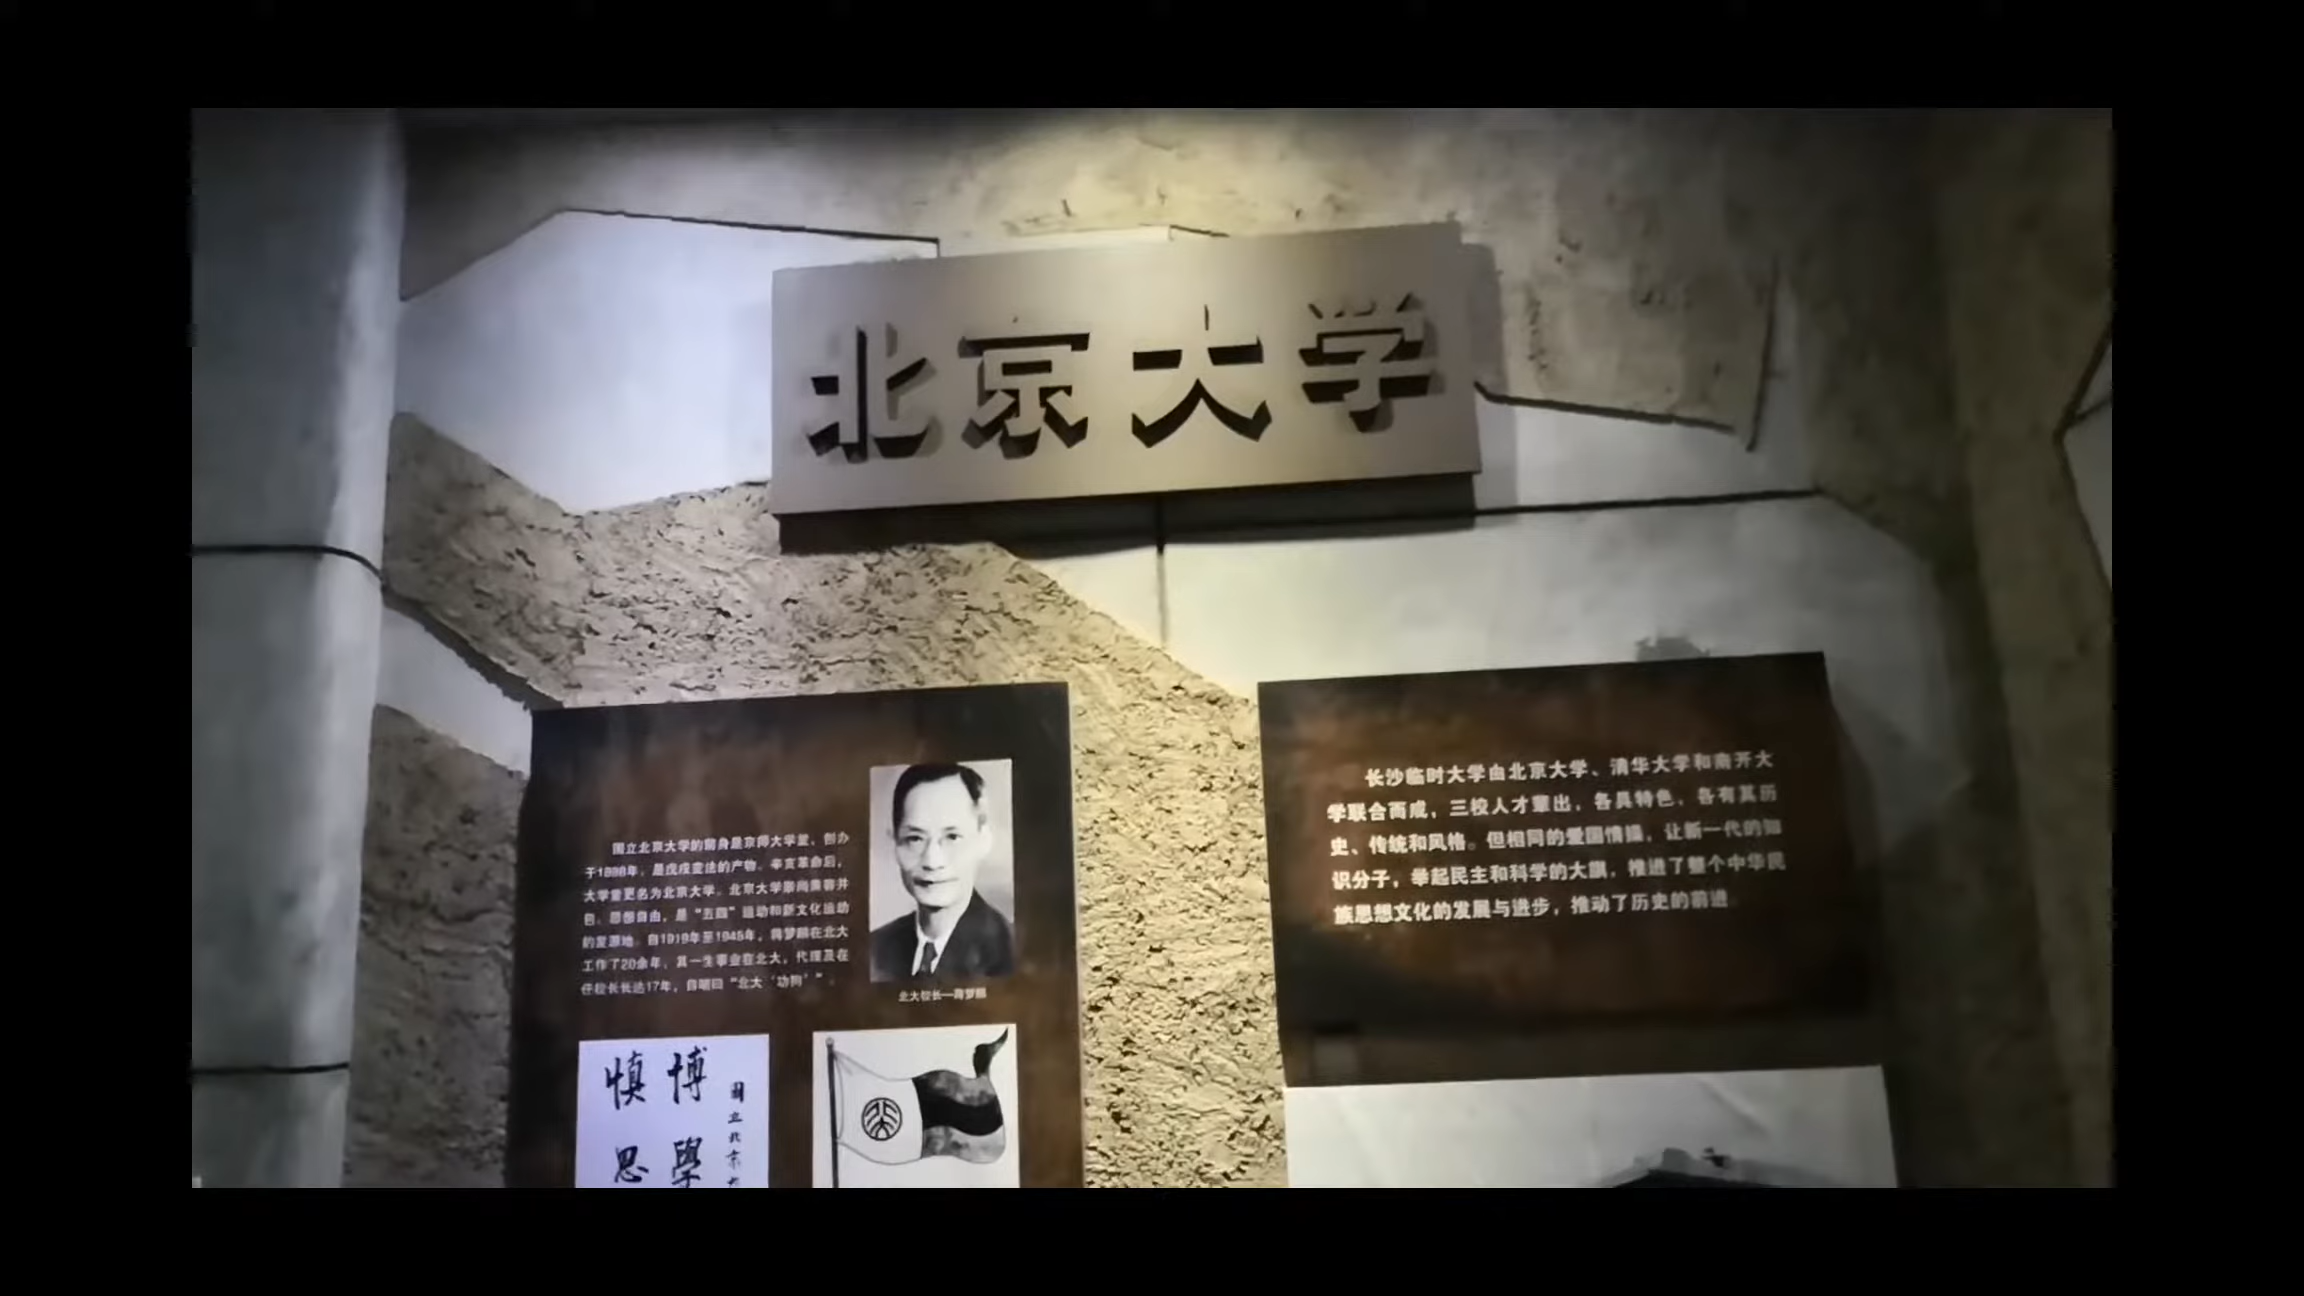 北京大学
国立北京大学的前身是京师大学堂，创办
于1898年，是戊戌变法的产物。辛亥革命后，
大学堂更名为北京大学。北京大学崇尚兼容并
包、思想自由，是“五四”运动和新文化运动
的发源地。自1919年至1945年，蒋梦麟在北大
工作了20余年，其一生事业在北大，代理及在
任校长长达17年，自嘲曰“北大‘功狗’”。
北大校长—蒋梦麟
长沙临时大学由北京大学、清华大学和南开大
学联合而成，三校人才辈出，各具特色，各有其历
史、传统和风格。但相同的爱国情操，让新一代的知
识分子，举起民主和科学的大旗，推进了整个中华民
族思想文化的发展与进步，推动了历史的前进。
國立北京大
博學
慎思